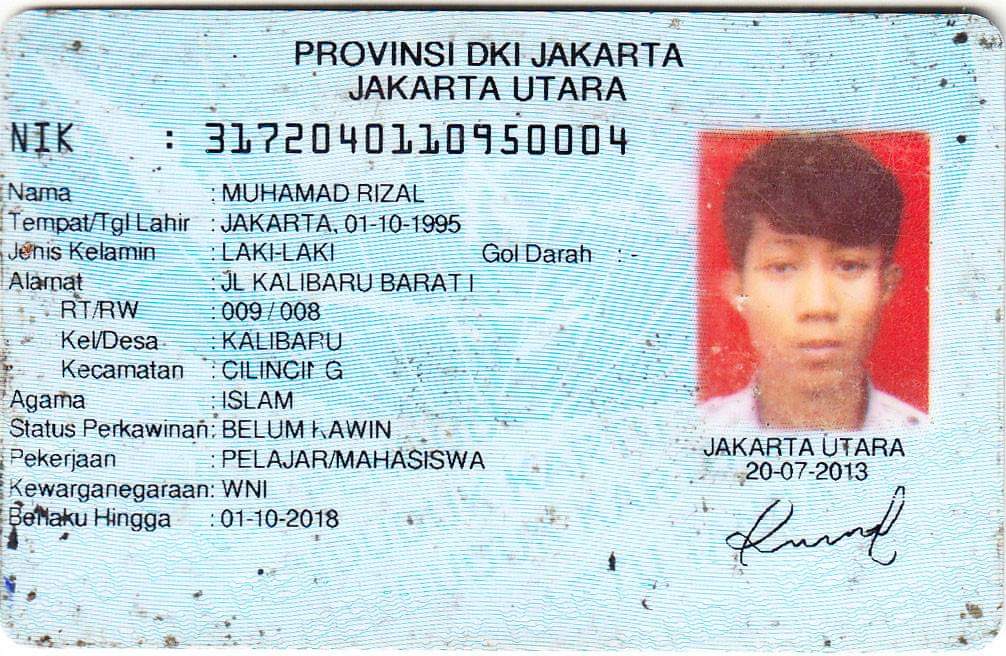 PROVINSI DKI JAKARTA
JAKARTA UTARA
NIK : 3172040110950004
Nama : MUHAMAD RIZAL
Tempat/Tgl Lahir : JAKARTA, 01-10-1995
Jenis Kelamin : LAKI-LAKI Gol Darah : -
Alamat : JL KALIBARU BARAT I
RT/RW : 009 / 008
Kel/Desa : KALIBARU
Kecamatan : CILINCING
Agama : ISLAM
Status Perkawinan: BELUM KAWIN
Pekerjaan : PELAJAR/MAHASISWA
Kewarganegaraan: WNI
Berlaku Hingga : 01-10-2018
JAKARTA UTARA
20-07-2013